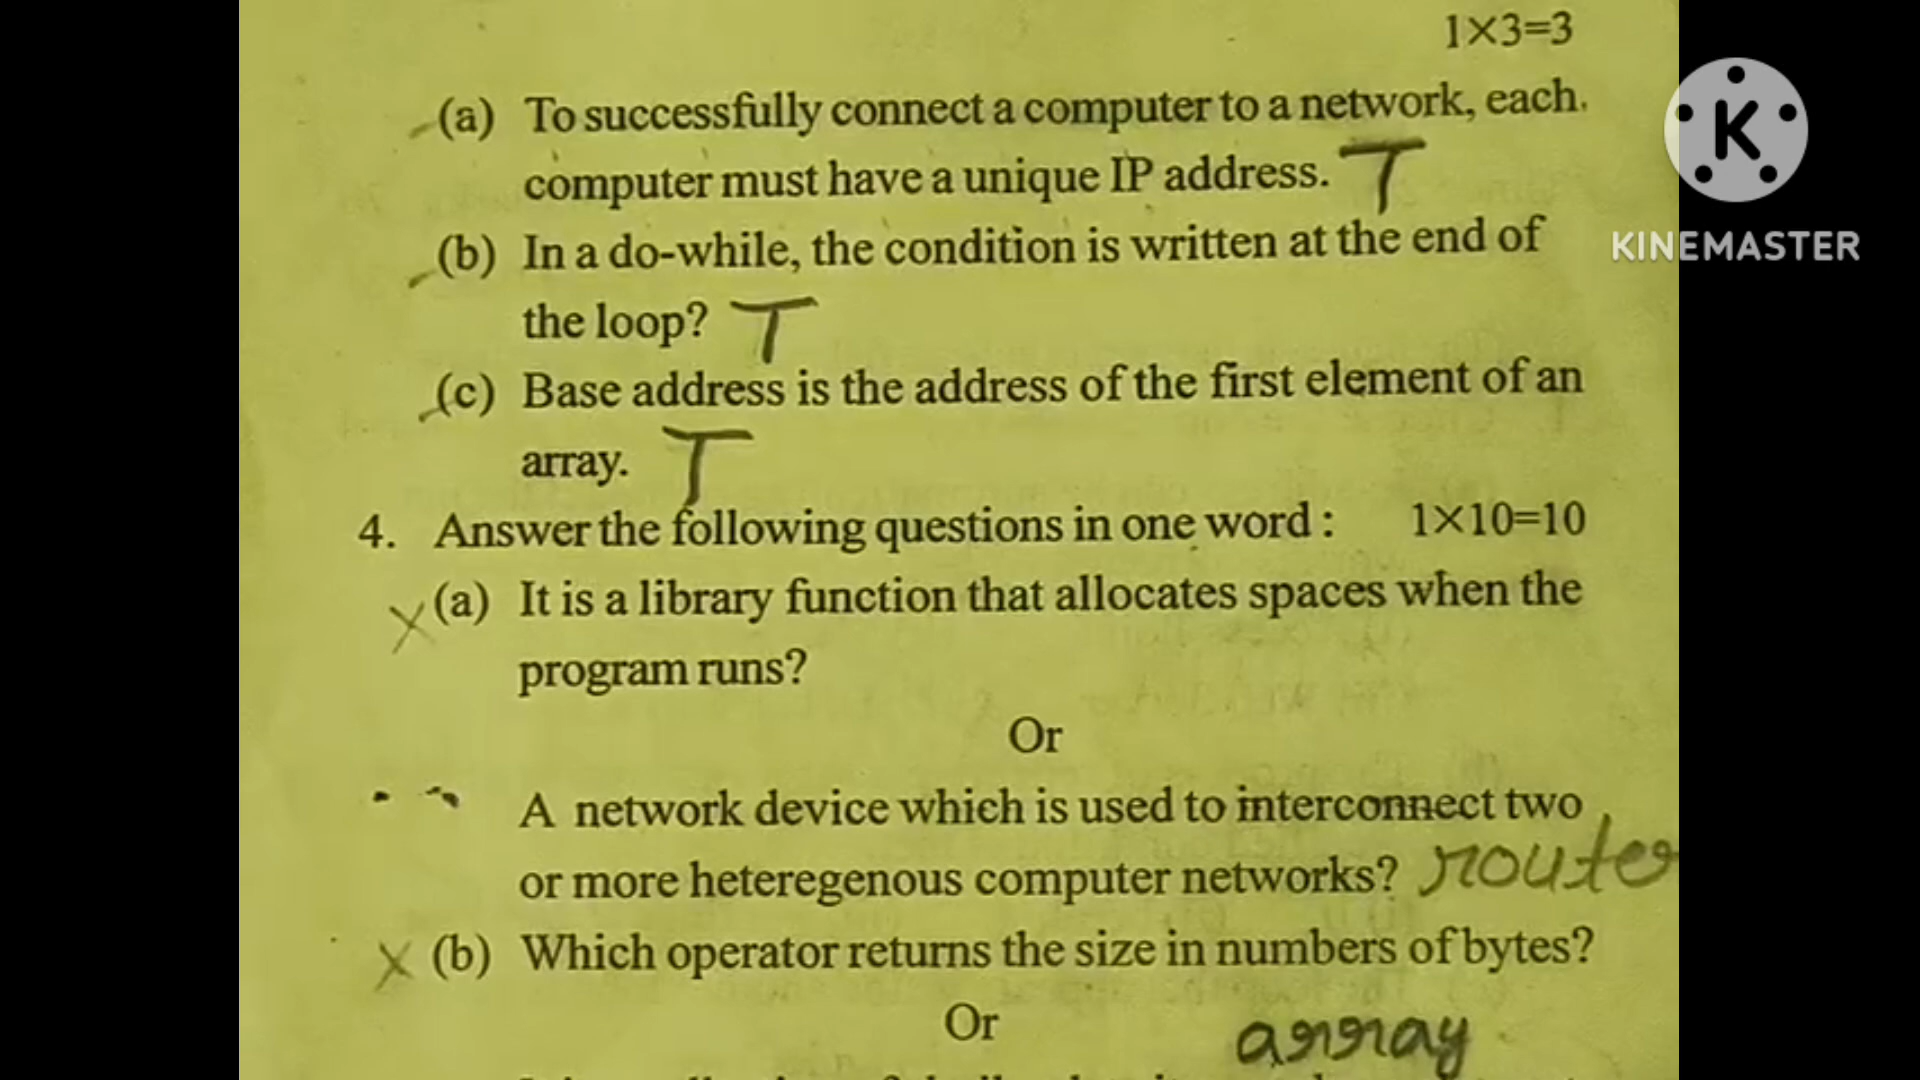 1×3=3
(a) To successfully connect a computer to a network, each
computer must have a unique IP address. T
(b) In a do-while, the condition is written at the end of
the loop? T
(c) Base address is the address of the first element of an
array. T
4. Answer the following questions in one word : 1×10=10
(a) It is a library function that allocates spaces when the
program runs?
Or
A network device which is used to interconnect two
or more heteregenous computer networks? router
(b) Which operator returns the size in numbers of bytes?
Or array
K
KINEMASTER